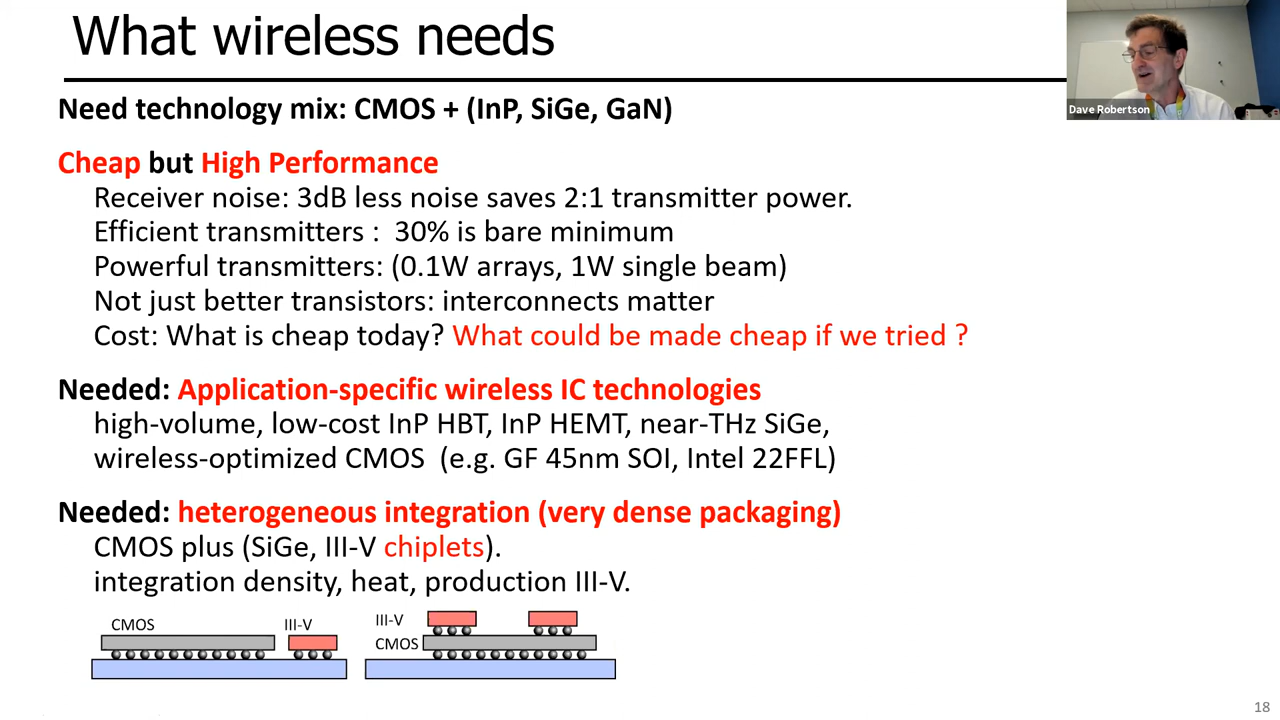 What wireless needs
Dave Robertson
Need technology mix: CMOS + (InP, SiGe, GaN)
Cheap but High Performance
Receiver noise: 3dB less noise saves 2:1 transmitter power.
Efficient transmitters :  30% is bare minimum
Powerful transmitters: (0.1W arrays, 1W single beam)
Not just better transistors: interconnects matter
Cost: What is cheap today? What could be made cheap if we tried ?
Needed: Application-specific wireless IC technologies
high-volume, low-cost InP HBT, InP HEMT, near-THz SiGe,
wireless-optimized CMOS  (e.g. GF 45nm SOI, Intel 22FFL)
Needed: heterogeneous integration (very dense packaging)
CMOS plus (SiGe, III-V chiplets).
integration density, heat, production III-V.
CMOS
III-V
III-V
CMOS
18